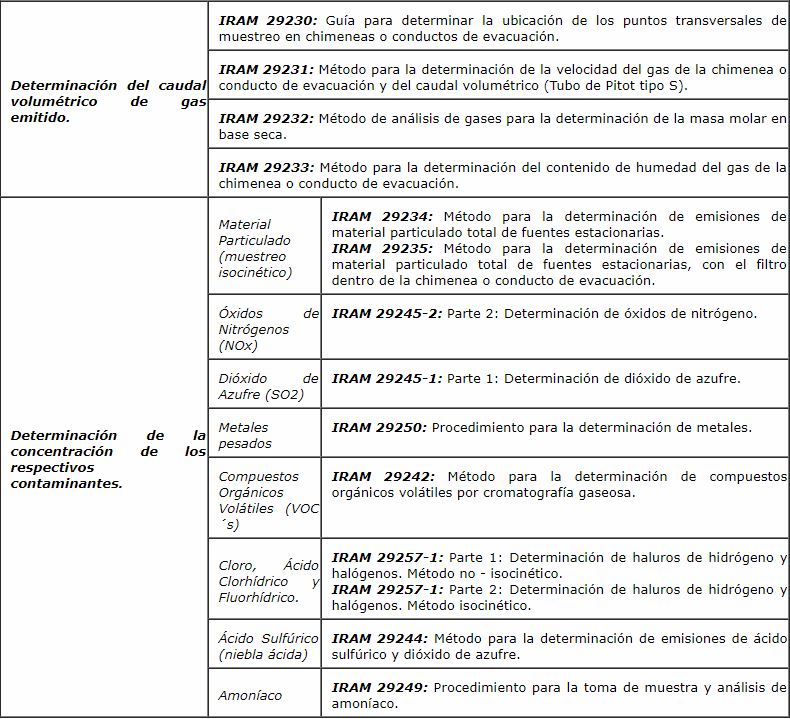 Determinación del caudal
volumétrico de gas
emitido.
IRAM 29230: Guía para determinar la ubicación de los puntos transversales de
muestreo en chimeneas o conductos de evacuación.
IRAM 29231: Método para la determinación de la velocidad del gas de la chimenea o
conducto de evacuación y del caudal volumétrico (Tubo de Pitot tipo S).
IRAM 29232: Método de análisis de gases para la determinación de la masa molar en
base seca.
IRAM 29233: Método para la determinación del contenido de humedad del gas de la
chimenea o conducto de evacuación.
Determinación de la
concentración de los
respectivos
contaminantes.
Material
Particulado
(muestreo
isocinético)
IRAM 29234: Método para la determinación de emisiones de
material particulado total de fuentes estacionarias.
IRAM 29235: Método para la determinación de emisiones de
material particulado total de fuentes estacionarias, con el filtro
dentro de la chimenea o conducto de evacuación.
Óxidos de
Nitrógenos
(NOx)
IRAM 29245-2: Parte 2: Determinación de óxidos de nitrógeno.
Dióxido de
Azufre (SO2)
IRAM 29245-1: Parte 1: Determinación de dióxido de azufre.
Metales
pesados
IRAM 29250: Procedimiento para la determinación de metales.
Compuestos
Orgánicos
Volátiles (VOC
´s)
IRAM 29242: Método para la determinación de compuestos
orgánicos volátiles por cromatografía gaseosa.
Cloro, Ácido
Clorhídrico y
Fluorhídrico.
IRAM 29257-1: Parte 1: Determinación de haluros de hidrógeno y
halógenos. Método no - isocinético.
IRAM 29257-1: Parte 2: Determinación de haluros de hidrógeno y
halógenos. Método isocinético.
Ácido Sulfúrico
(niebla ácida)
IRAM 29244: Método para la determinación de emisiones de ácido
sulfúrico y dióxido de azufre.
Amoníaco
IRAM 29249: Procedimiento para la toma de muestra y análisis de
amoníaco.